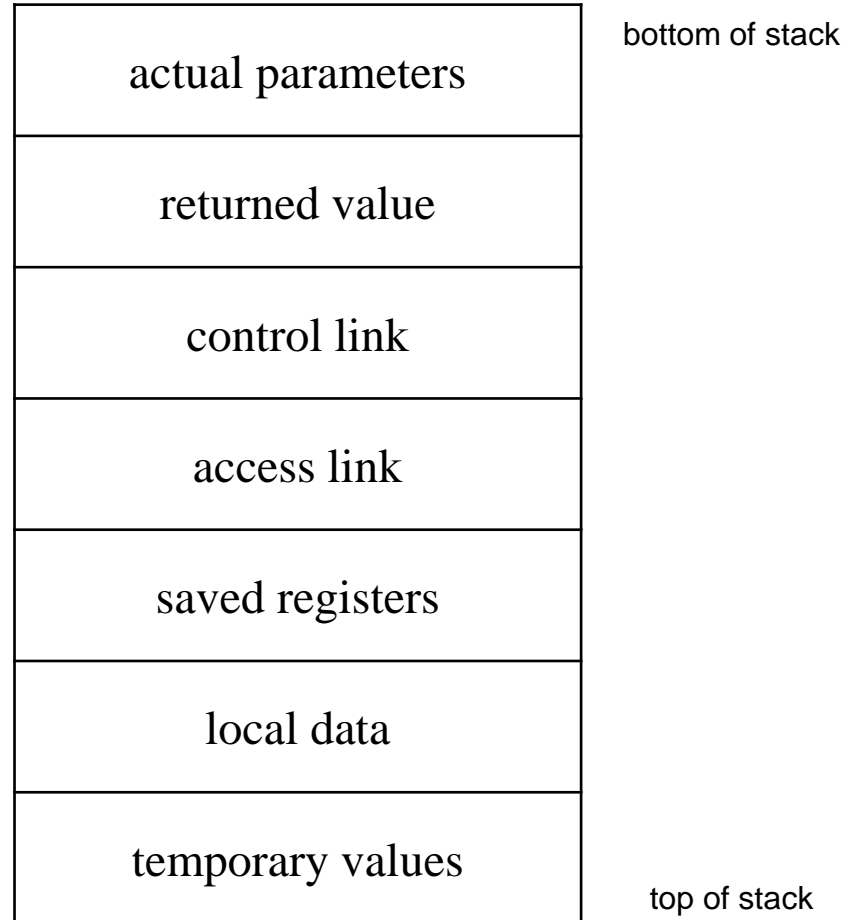 bottom of stack
actual parameters
returned value
control link
access link
saved registers
local data
temporary values
top of stack